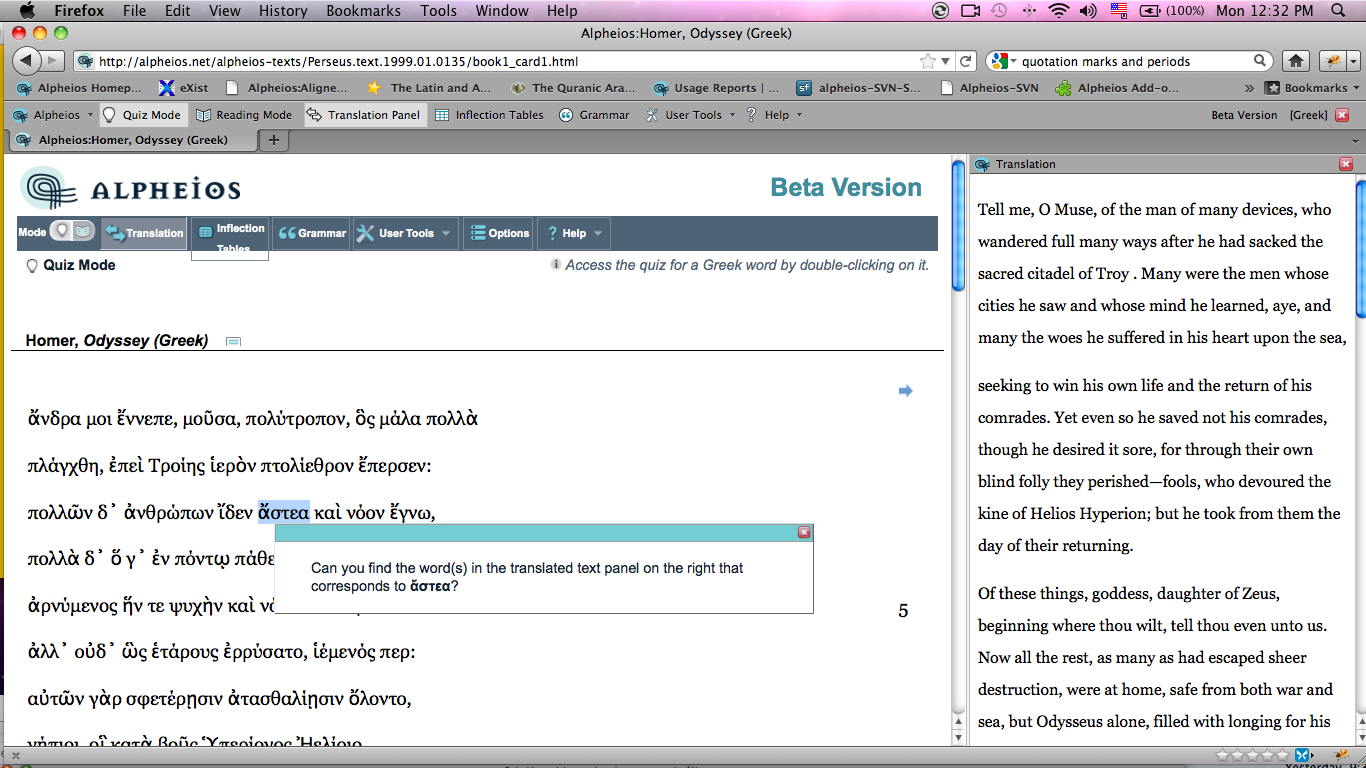 Firefox File Edit View History Bookmarks Tools Window Help (100%) Mon 12:32 PM
Alpheios:Homer, Odyssey (Greek)
http://alpheios.net/alpheios-texts/Perseus.text.1999.01.0135/book1_card1.html quotation marks and periods
Alpheios Homep... eXist Alpheios:Aligne... The Latin and A... The Quranic Ara... Usage Reports | ... sf alpheios-SVN-S... Alpheios-SVN Alpheios Add-o... » Bookmarks
Alpheios Quiz Mode Reading Mode Translation Panel Inflection Tables Grammar User Tools ? Help Beta Version [Greek]
Alpheios:Homer, Odyssey (Greek) +
ALPHEIOS Beta Version
Mode Translation Inflection Tables Grammar User Tools Options ? Help
Quiz Mode Access the quiz for a Greek word by double-clicking on it.
Homer, Odyssey (Greek)
ἄνδρα μοι ἔννεπε, μοῦσα, πολύτροπον, ὃς μάλα πολλὰ
πλάγχθη, ἐπεὶ Τροίης ἱερὸν πτολίεθρον ἔπερσεν:
πολλῶν δ᾽ ἀνθρώπων ἴδεν ἄστεα καὶ νόον ἔγνω,
πολλὰ δ᾽ ὅ γ᾽ ἐν πόντῳ πάθε
ἀρνύμενος ἥν τε ψυχὴν καὶ νό
5
ἀλλ᾽ οὐδ᾽ ὣς ἑτάρους ἐρρύσατο, ἱέμενός περ:
αὐτῶν γὰρ σφετέρῃσιν ἀτασθαλίῃσιν ὄλοντο,
νήπιοι, οἳ κατὰ βοῦς Ὑπερίονος Ἠελίοιο
Can you find the word(s) in the translated text panel on the right that
corresponds to ἄστεα?
Translation
Tell me, O Muse, of the man of many devices, who
wandered full many ways after he had sacked the
sacred citadel of Troy . Many were the men whose
cities he saw and whose mind he learned, aye, and
many the woes he suffered in his heart upon the sea,
seeking to win his own life and the return of his
comrades. Yet even so he saved not his comrades,
though he desired it sore, for through their own
blind folly they perished—fools, who devoured the
kine of Helios Hyperion; but he took from them the
day of their returning.
Of these things, goddess, daughter of Zeus,
beginning where thou wilt, tell thou even unto us.
Now all the rest, as many as had escaped sheer
destruction, were at home, safe from both war and
sea, but Odysseus alone, filled with longing for his